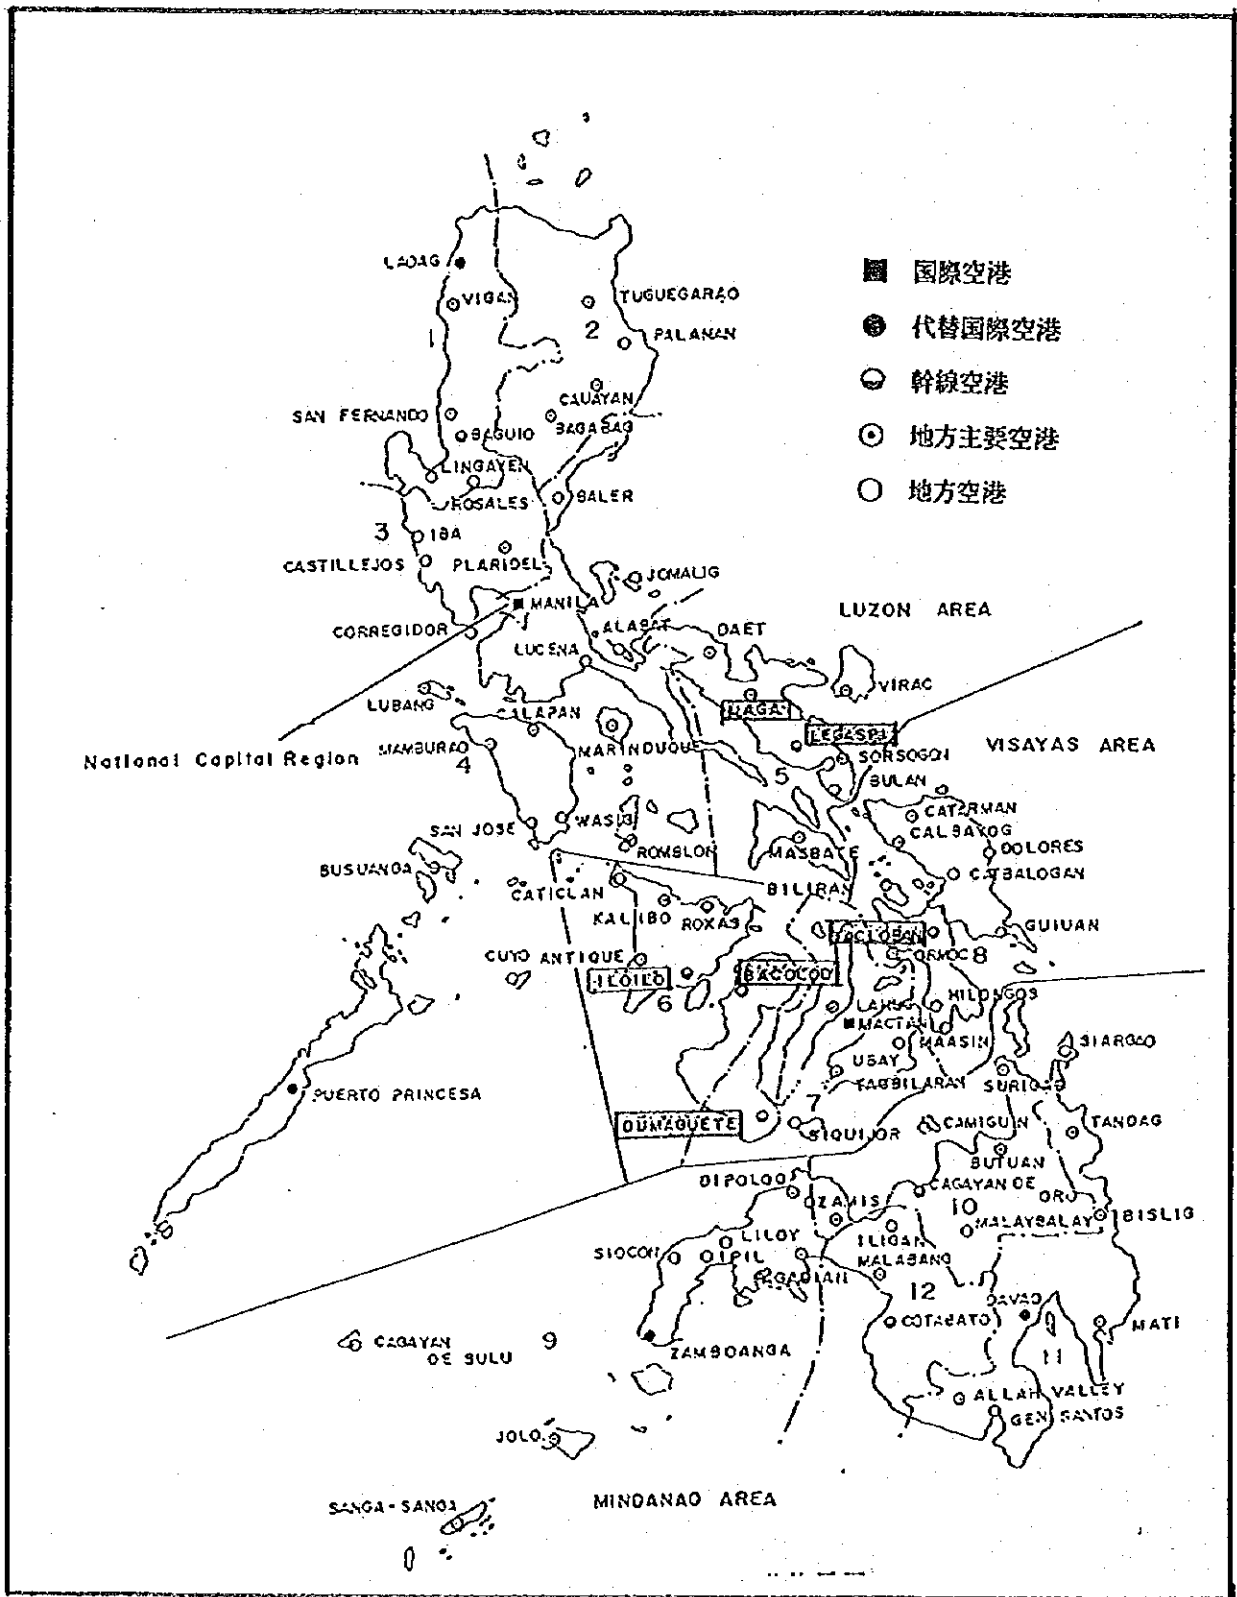 LAOAG
VIGAN
TUGUEGARAO
1
2
PALANAN
CAUAYAN
SAN FERNANDO
BAGABAG
BAGUIO
LINGAYEN
ROSALES
BALER
3
IBA
CASTILLEJOS
PLARIDEL
JOMALIG
MANILA
LUZON AREA
CORREGIDOR
ALABAT
DAET
LUCENA
VIRAC
LUBANG
CALAPAN
NAGA
LEGASPI
MAMBURAO
MARINDUQUE
National Capital Region
4
SORSOGON
VISAYAS AREA
5
BULAN
CATARMAN
SAN JOSE
WASIG
CALBAYOG
ROMBLON
MASBATE
DOLORES
BUSUANGA
CATBALOGAN
CATICLAN
BILIRAN
KALIBO
ROXAS
TACLOBAN
GUIUAN
CUYO
ANTIQUE
ORMOC
8
ILOILO
BACOLOD
6
LAHUG
HILONGOS
MACTAN
MAASIN
SIARGAO
UBAY
TAGBILARAN
SURIGAO
PUERTO PRINCESA
7
DUMAGUETE
SIQUIJOR
CAMIGUIN
TANDAG
BUTUAN
DIPOLOG
CAGAYAN DE
ORO
OZAMIS
10
MALAYBALAY
BISLIG
LILOY
ILIGAN
SIOCON
IPIL
MALABANG
PAGADIAN
12
DAVAO
COTABATO
MATI
CAGAYAN
DE SULU
9
ZAMBOANGA
11
ALLAH VALLEY
GEN SANTOS
JOLO
SANGA-SANGA
MINDANAO AREA
国際空港
代替国際空港
幹線空港
地方主要空港
地方空港